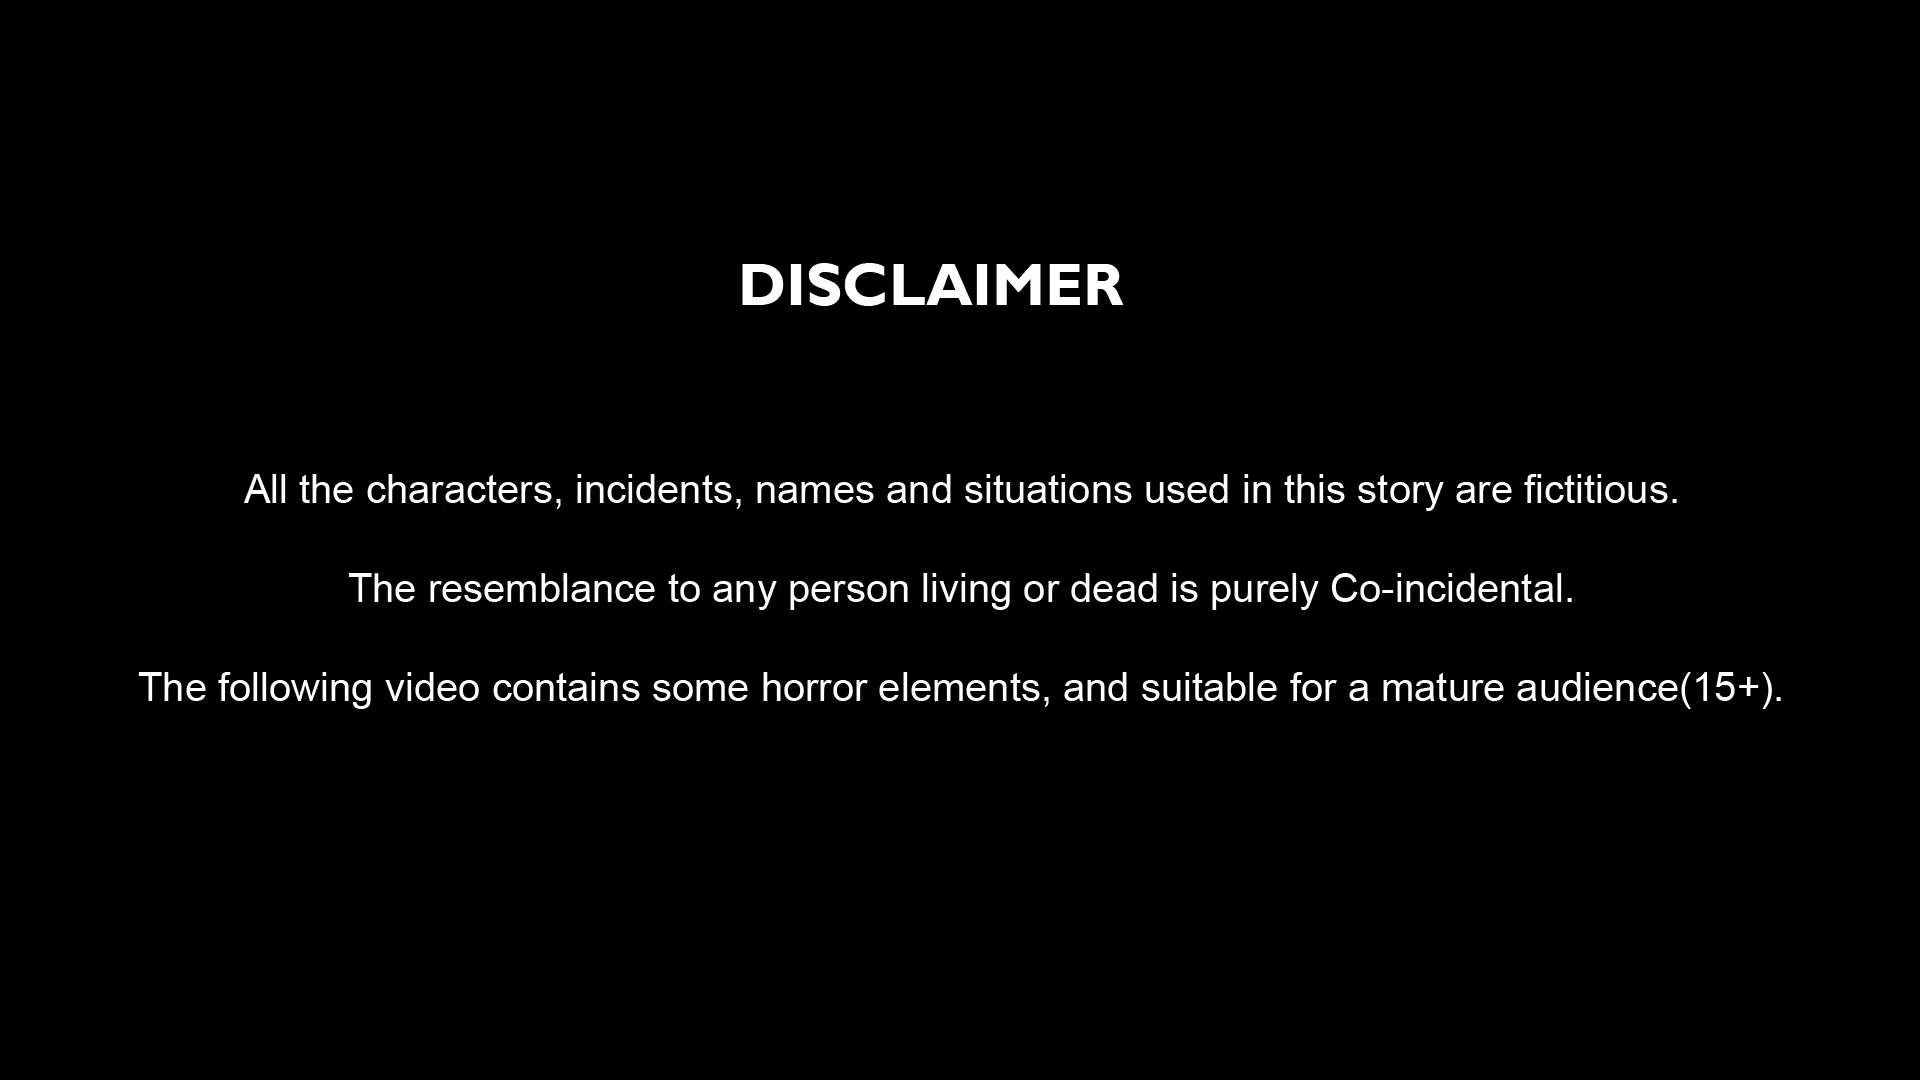 DISCLAIMER
All the characters, incidents, names and situations used in this story are fictitious.
The resemblance to any person living or dead is purely Co-incidental.
The following video contains some horror elements, and suitable for a mature audience(15+).